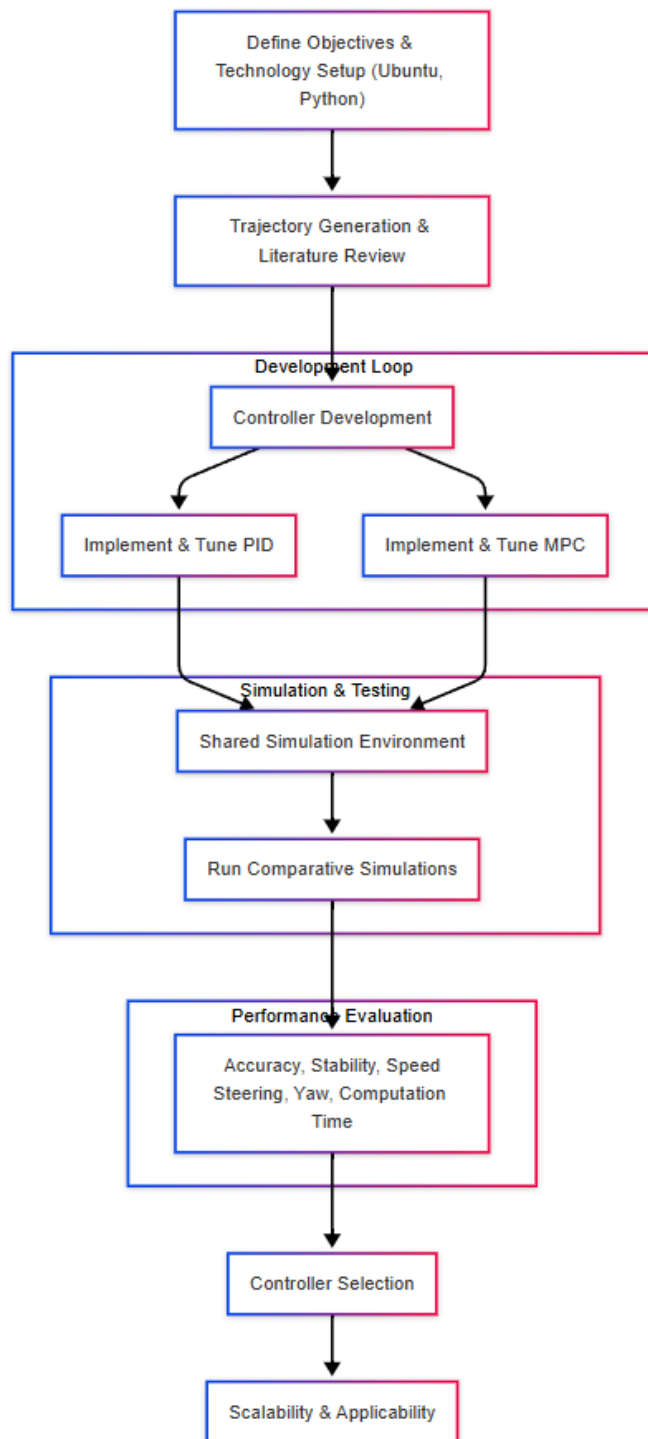 Define Objectives &
Technology Setup (Ubuntu,
Python)
Trajectory Generation &
Literature Review
Development Loop
Controller Development
Implement & Tune PID
Implement & Tune MPC
Simulation & Testing
Shared Simulation Environment
Run Comparative Simulations
Performance Evaluation
Accuracy, Stability, Speed
Steering, Yaw, Computation
Time
Controller Selection
Scalability & Applicability